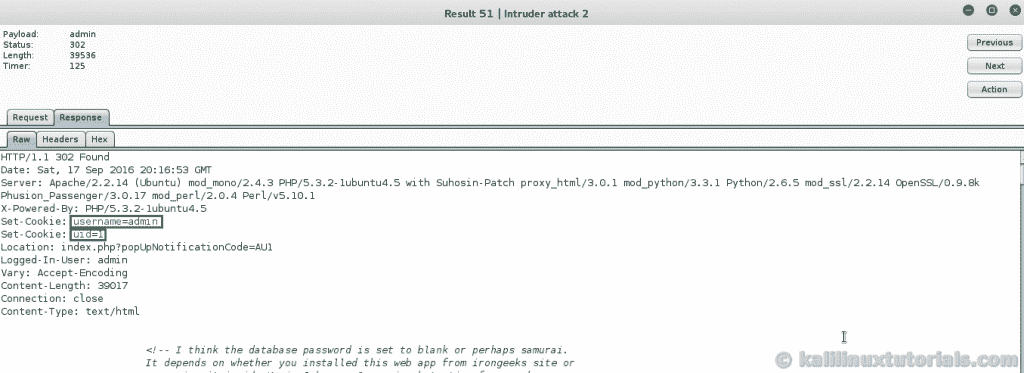 Result 51 | Intruder attack 2
Payload: admin
Status: 302
Length: 39536
Timer: 125
Previous
Next
Action
Request Response
Raw Headers Hex
HTTP/1.1 302 Found
Date: Sat, 17 Sep 2016 20:16:53 GMT
Server: Apache/2.2.14 (Ubuntu) mod_mono/2.4.3 PHP/5.3.2-1ubuntu4.5 with Suhosin-Patch proxy_html/3.0.1 mod_python/3.3.1 Python/2.6.5 mod_ssl/2.2.14 OpenSSL/0.9.8k
Phusion_Passenger/3.0.17 mod_perl/2.0.4 Perl/v5.10.1
X-Powered-By: PHP/5.3.2-1ubuntu4.5
Set-Cookie: username=admin
Set-Cookie: uid=1
Location: index.php?popUpNotificationCode=AU1
Logged-In-User: admin
Vary: Accept-Encoding
Content-Length: 39017
Connection: close
Content-Type: text/html
<!-- I think the database password is set to blank or perhaps samurai.
It depends on whether you installed this web app from irongeeks site or
© kalilinuxtutorials.com